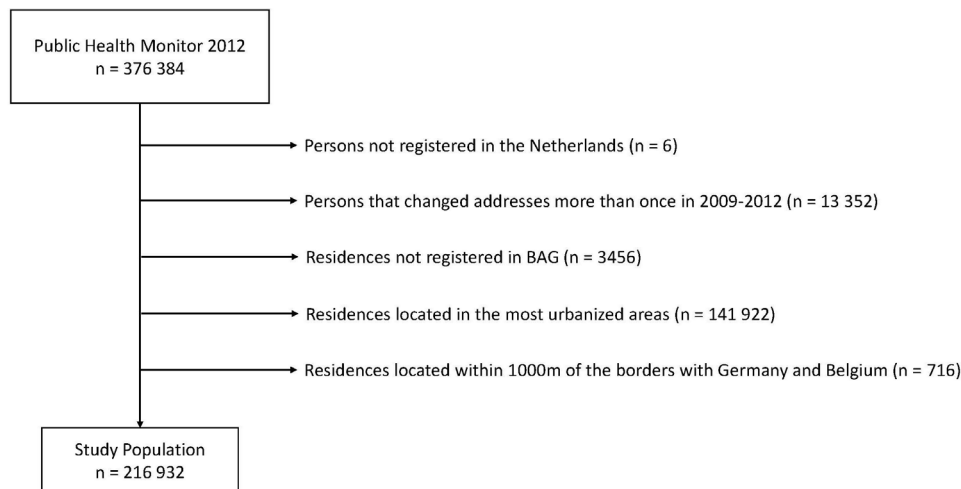 Public Health Monitor 2012
n = 376 384
Persons not registered in the Netherlands (n = 6)
Persons that changed addresses more than once in 2009-2012 (n = 13 352)
Residences not registered in BAG (n = 3456)
Residences located in the most urbanized areas (n = 141 922)
Residences located within 1000m of the borders with Germany and Belgium (n = 716)
Study Population
n = 216 932